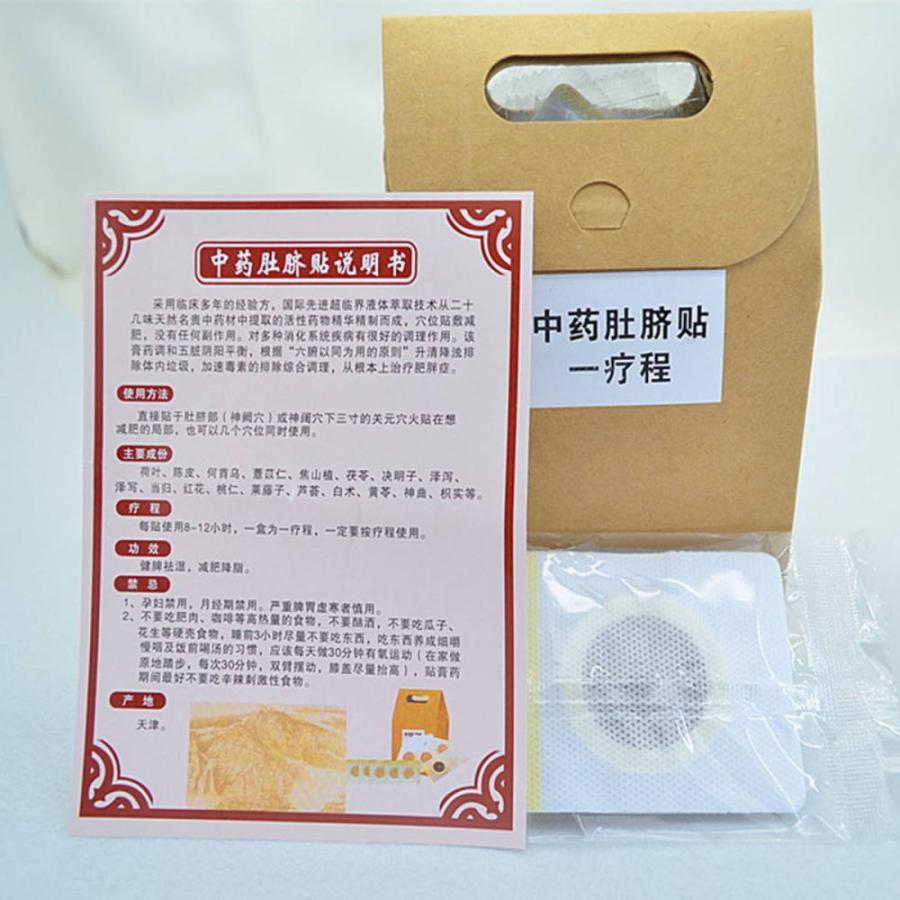 中药肚脐贴说明书
采用临床多年的经验方，国际先进超临界液体萃取技术从二十
几味天然名贵中药材中提取的活性药物精华精制而成，穴位贴敷减
肥，没有任何副作用。对多种消化系统疾病有很好的调理作用。该
膏药调和五脏阴阳平衡，根据“六腑以同为用的原则”升清降浊排
除体内垃圾，加速毒素的排除综合调理，从根本上治疗肥胖症。
使用方法
直接贴于肚脐部（神阙穴）或神阔穴下三寸的关元穴火贴在想
减肥的局部，也可以几个穴位同时使用。
主要成份
荷叶、陈皮、何首乌、薏苡仁、焦山植、茯苓、决明子、泽泻、
泽写、当归、红花、桃仁、莱藤子、芦荟、白术、黄苓、神曲、枳实等。
疗 程
每贴使用8-12小时，一盒为一疗程，一定要按疗程使用。
功 效
健脾祛湿，减肥降脂。
禁 忌
1、孕妇禁用，月经期禁用。严重脾胃虚寒者慎用。
2、不要吃肥肉、咖啡等高热量的食物，不要酗酒，不要吃瓜子、
花生等硬壳食物，睡前3小时尽量不要吃东西，吃东西养成细嚼
慢咽及饭前喝汤的习惯，应该每天做30分钟有氧运动（在家做
原地踏步，每次30分钟，双臂摆动，膝盖尽量抬高），贴膏药
期间最好不要吃辛辣刺激性食物。
产 地
天津。
中药肚脐贴
一疗程